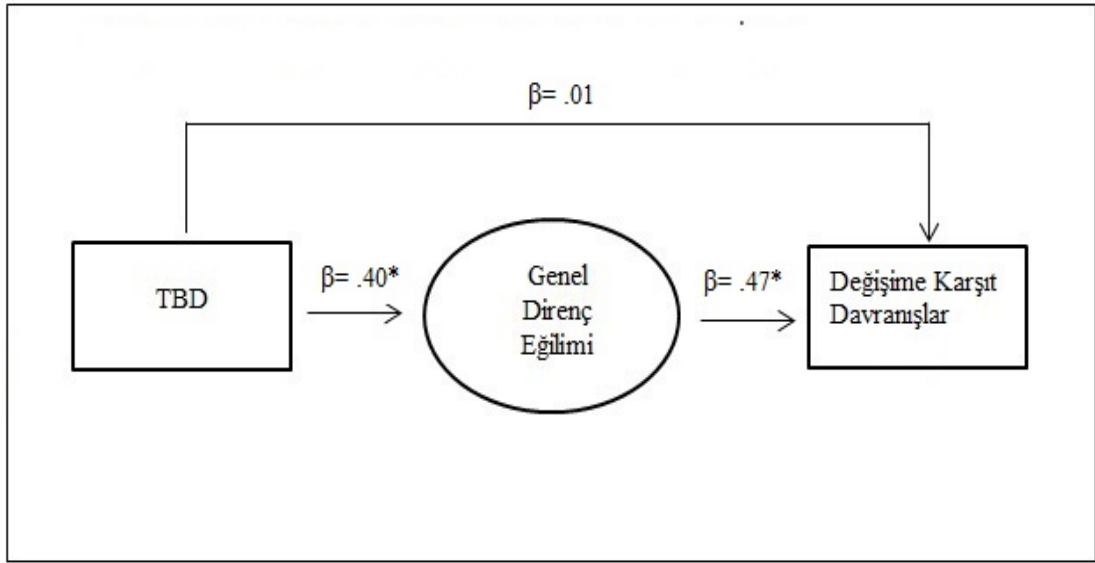 β= .01
TBD
β= .40*
Genel
Direnç
Eğilimi
β= .47*
Değişime Karşıt
Davranışlar